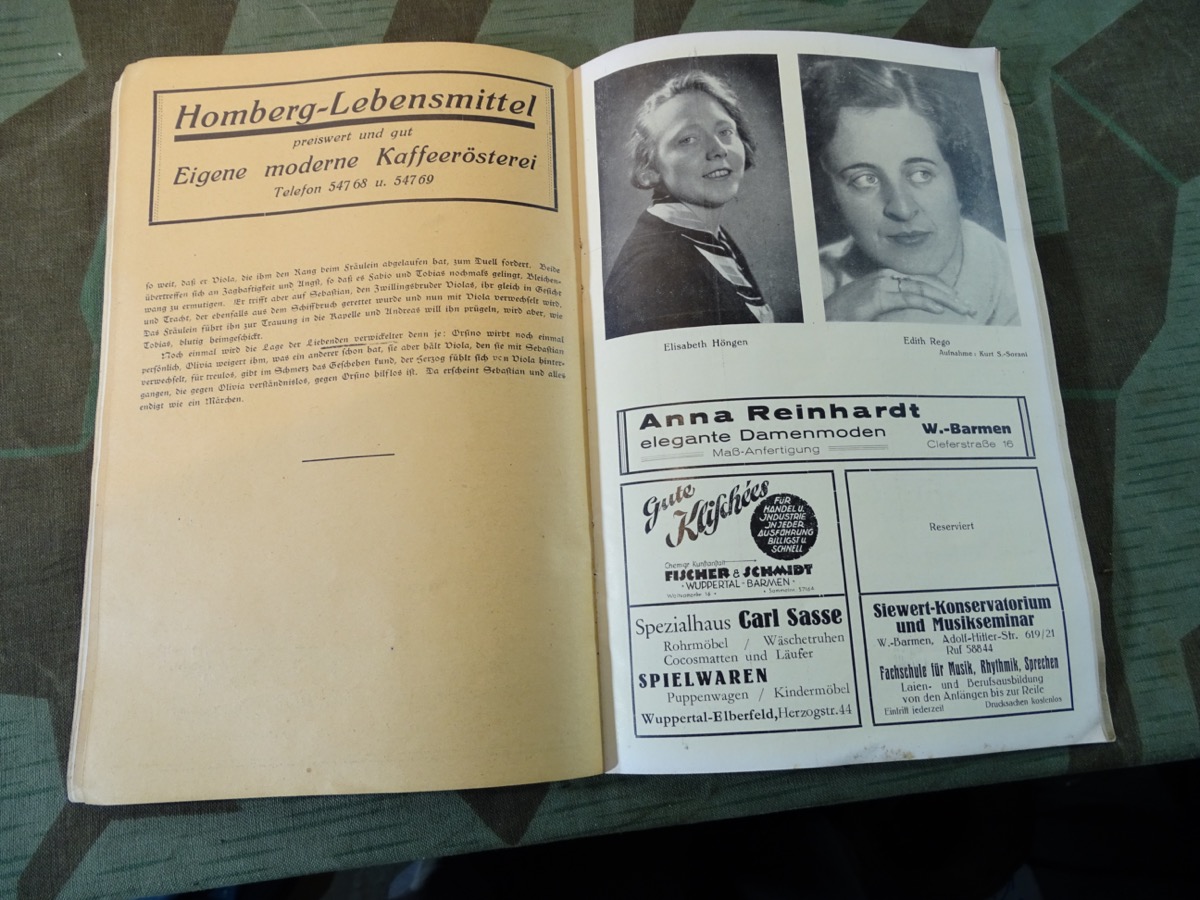 Homberg-Lebensmittel
preiswert und gut
Eigene moderne Kaffeerösterei
Telefon 547 68 u. 547 69
so weit, daß er Viola, die ihm den Rang beim Fräulein abgelaufen hat, zum Duell fordert. Beide
übertreffen sich an Zaghaftigkeit und Angst, so daß es Fabio und Tobias nochmals gelingt, Bleichen-
wang zu ermutigen. Er trifft aber auf Sebastian, den Zwillingsbruder Violas, ihr gleich in Gesicht
und Tracht, der ebenfalls aus dem Schiffbruch gerettet wurde und nun mit Viola verwechselt wird.
Das Fräulein führt ihn zur Trauung in die Kapelle und Andreas will ihn prügeln, wird aber, wie
Tobias, blutig heimgeschickt.
Noch einmal wird die Lage der Liebenden verwickelter denn je: Orsino wirbt noch einmal
persönlich, Olivia weigert ihm, was ein anderer schon hat, sie aber hält Viola, den sie mit Sebastian
verwechselt, für treulos, gibt im Schmerz das Geschehen kund, der Herzog fühlt sich von Viola hinter-
gangen, die gegen Olivia verständnislos, gegen Orsino hilflos ist. Da erscheint Sebastian und alles
endigt wie ein Märchen.
Elisabeth Höngen
Edith Rego
Aufnahme: Kurt S.-Sorani
Anna Reinhardt
elegante Damenmoden
Maß-Anfertigung
W.-Barmen
Cleferstraße 16
Gute
Klischées
FÜR
HANDEL U.
JNDUSTRIE
JN JEDER
AUSFÜHRUNG
BILLIGST U.
SCHNELL
Chemigr. Kunstanstalt
FISCHER & SCHMIDT
· WUPPERTAL-BARMEN ·
Reserviert
Spezialhaus Carl Sasse
Rohrmöbel / Wäschetruhen
Cocosmatten und Läufer
SPIELWAREN
Puppenwagen / Kindermöbel
Wuppertal-Elberfeld, Herzogstr. 44
Siewert-Konservatorium
und Musikseminar
W.-Barmen, Adolf-Hitler-Str. 619/21
Ruf 58844
Fachschule für Musik, Rhythmik, Sprechen
Laien- und Berufsausbildung
von den Anfängen bis zur Reife
Eintritt jederzeit Drucksachen kostenlos